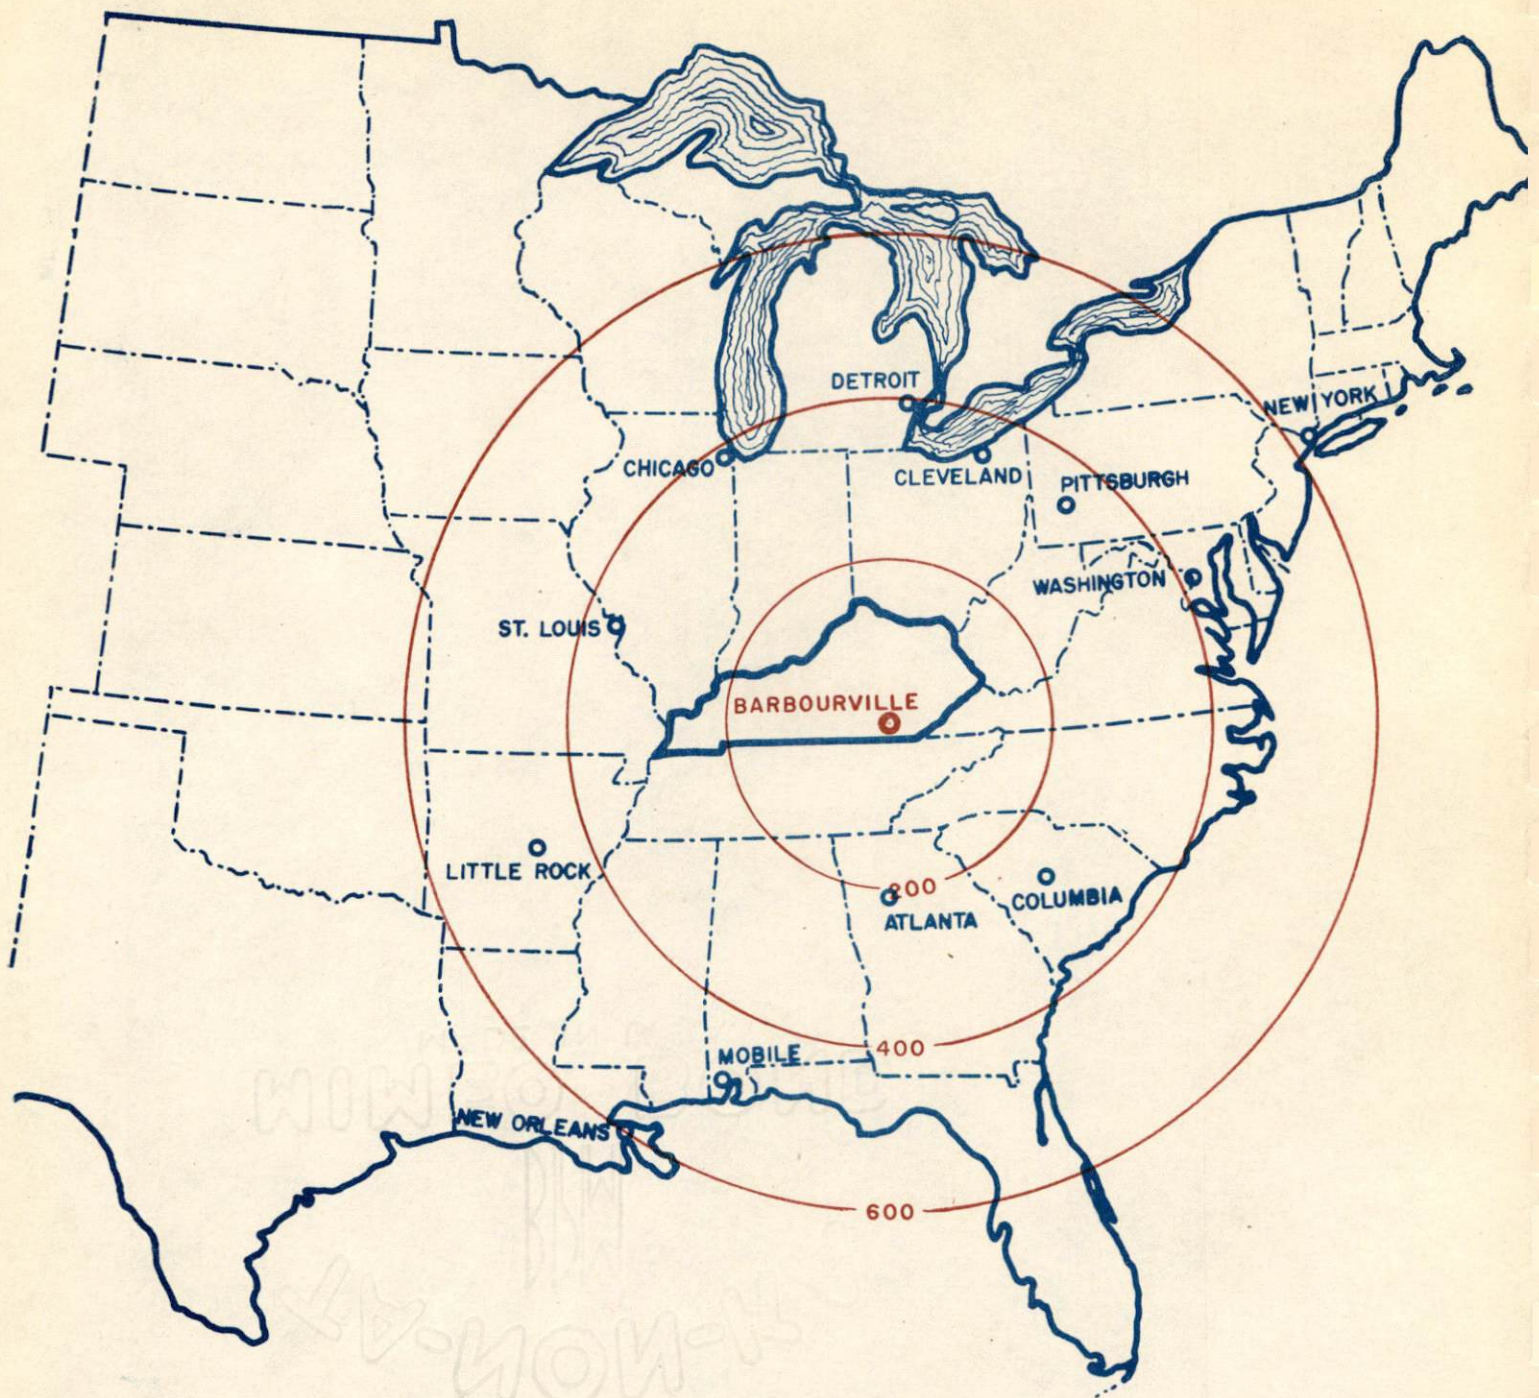 DETROIT
NEW YORK
CHICAGO
CLEVELAND
PITTSBURGH
WASHINGTON
ST. LOUIS
BARBOURVILLE
LITTLE ROCK
200
COLUMBIA
ATLANTA
400
MOBILE
NEW ORLEANS
600